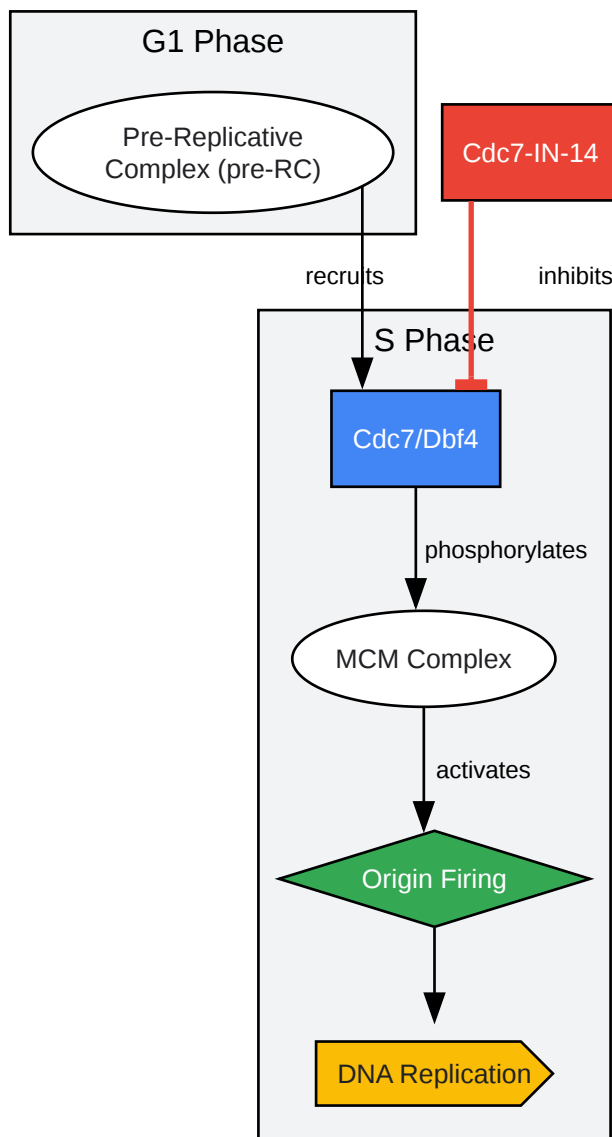 G1 Phase
Pre-Replicative
Complex (pre-RC)
Cdc7-IN-14
recruits
inhibits
S Phase
Cdc7/Dbf4
phosphorylates
MCM Complex
activates
Origin Firing
DNA Replication